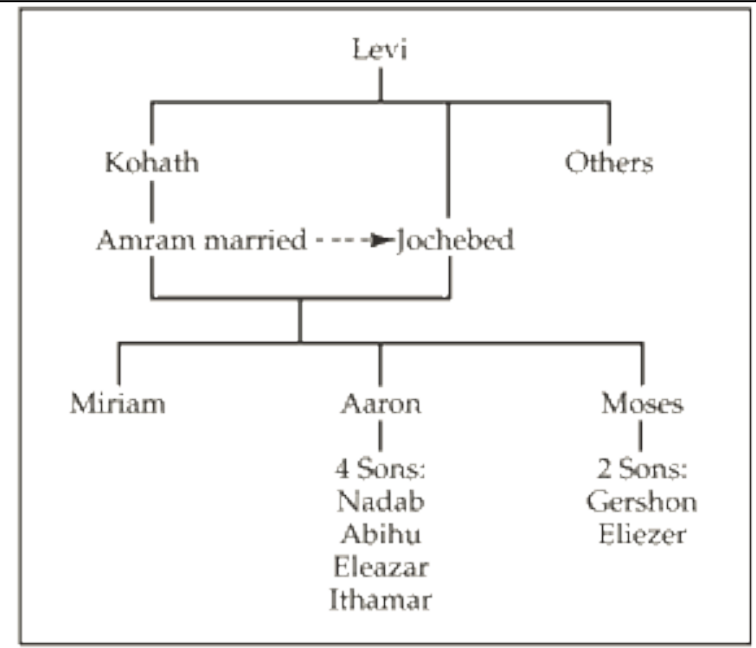 Levi
Kohath
Others
Amram married
Jochebed
Miriam
Aaron
Moses
4 Sons:
Nadab
Abihu
Eleazar
Ithamar
2 Sons:
Gershon
Eliezer